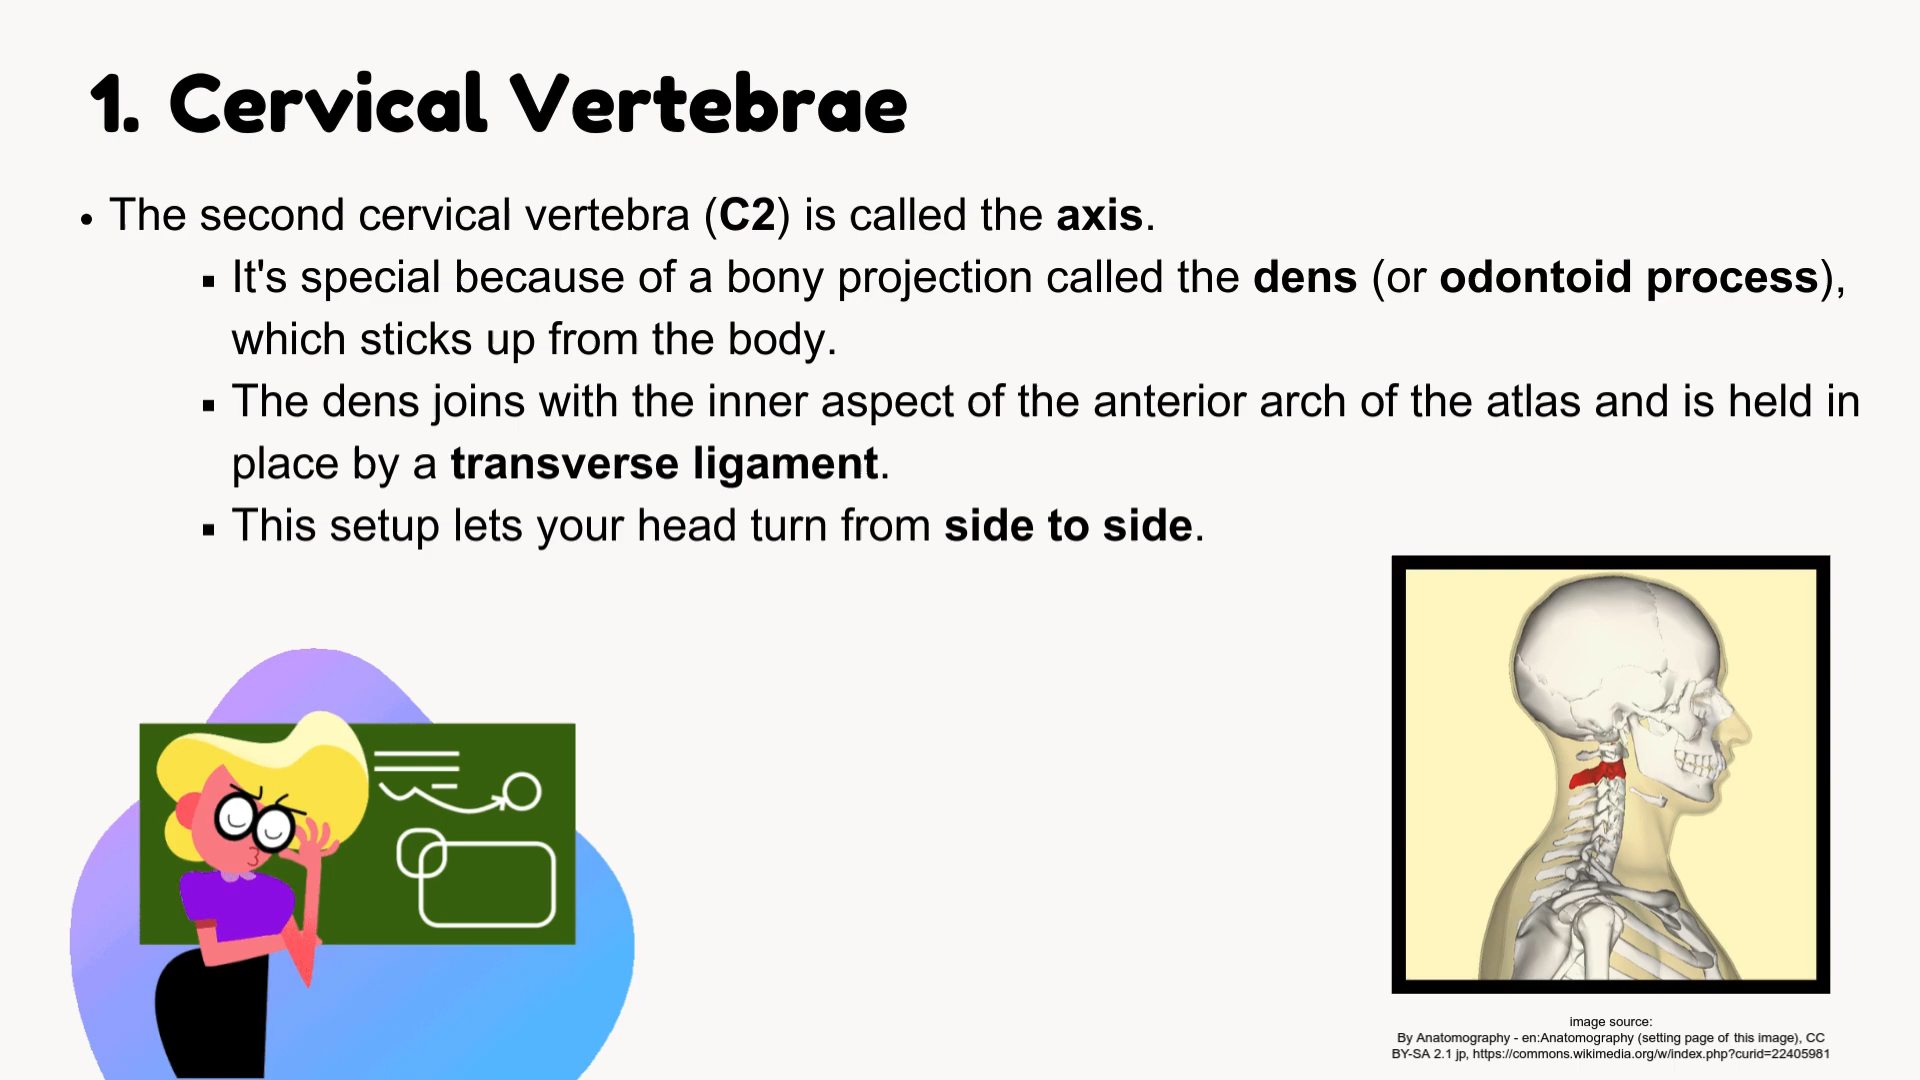 1. Cervical Vertebrae
• The second cervical vertebra (C2) is called the axis.
▪ It's special because of a bony projection called the dens (or odontoid process),
which sticks up from the body.
▪ The dens joins with the inner aspect of the anterior arch of the atlas and is held in
place by a transverse ligament.
▪ This setup lets your head turn from side to side.
image source:
By Anatomography - en:Anatomography (setting page of this image), CC
BY-SA 2.1 jp, https://commons.wikimedia.org/w/index.php?curid=22405981